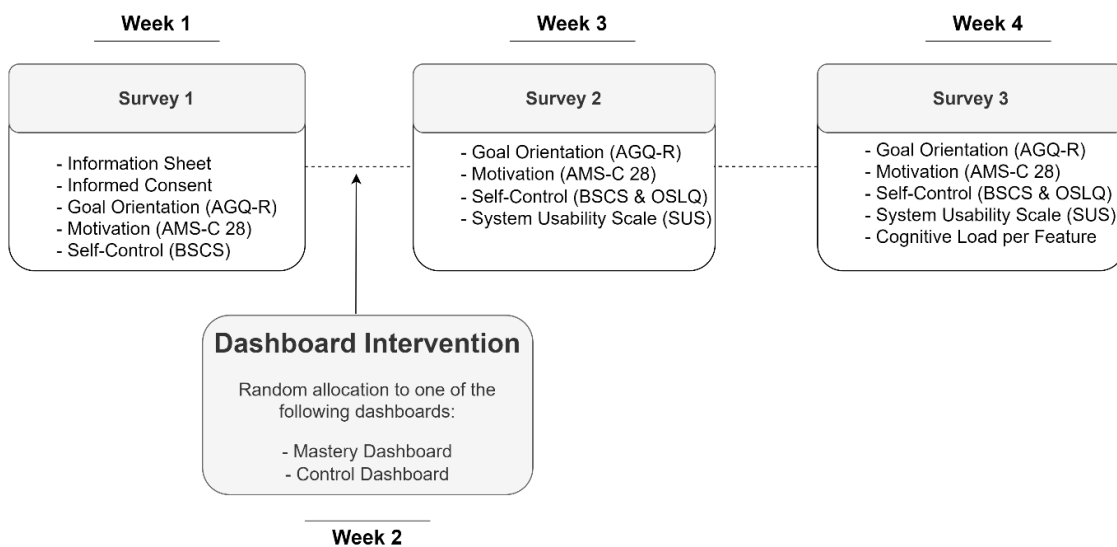 Week 1
Survey 1
- Information Sheet
- Informed Consent
- Goal Orientation (AGQ-R)
- Motivation (AMS-C 28)
- Self-Control (BSCS)
Week 3
Survey 2
- Goal Orientation (AGQ-R)
- Motivation (AMS-C 28)
- Self-Control (BSCS & OSLQ)
- System Usability Scale (SUS)
Week 4
Survey 3
- Goal Orientation (AGQ-R)
- Motivation (AMS-C 28)
- Self-Control (BSCS & OSLQ)
- System Usability Scale (SUS)
- Cognitive Load per Feature
Dashboard Intervention
Random allocation to one of the
following dashboards:
- Mastery Dashboard
- Control Dashboard
Week 2